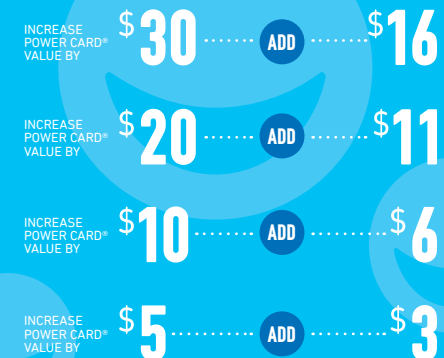 INCREASE
POWER CARD®
VALUE BY
$30 ADD $16
INCREASE
POWER CARD®
VALUE BY
$20 ADD $11
INCREASE
POWER CARD®
VALUE BY
$10 ADD $6
INCREASE
POWER CARD®
VALUE BY
$5 ADD $3